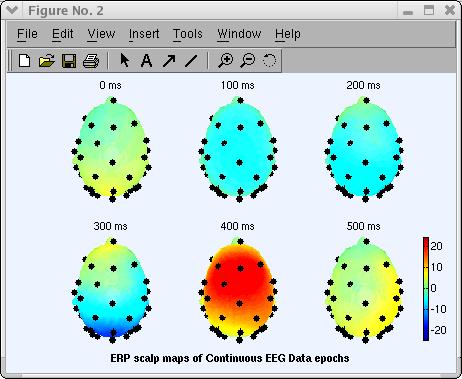 Figure No. 2
File Edit View Insert Tools Window Help
A
0 ms 100 ms 200 ms
300 ms 400 ms 500 ms
20
10
0
-10
-20
ERP scalp maps of Continuous EEG Data epochs